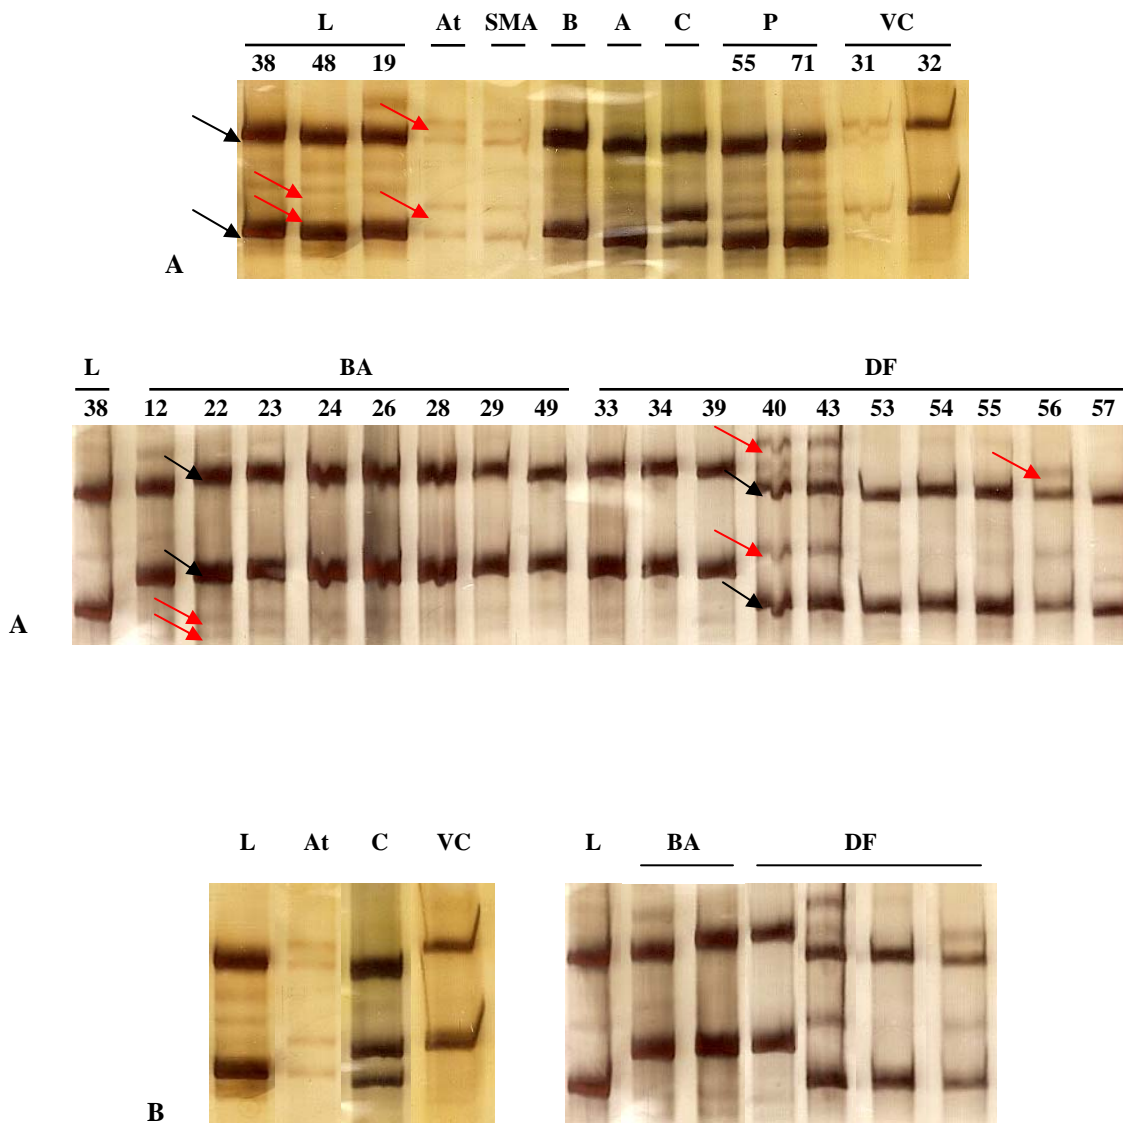 L At SMA B A C P VC
38 48 19 55 71 31 32
A
L BA DF
38 12 22 23 24 26 28 29 49 33 34 39 40 43 53 54 55 56 57
A
L At C VC L BA DF
B